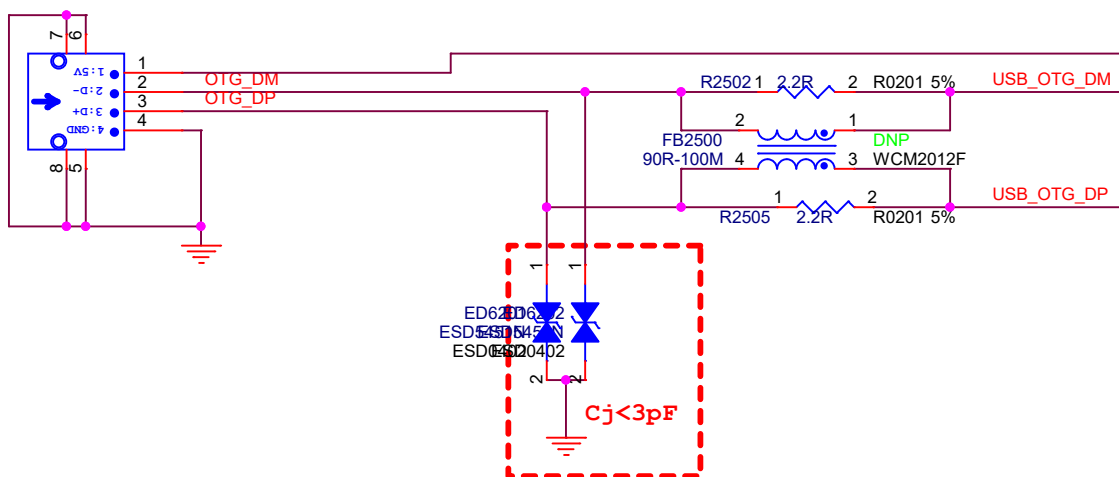 7
6
1:5V
2:D-
3:D+
4:GND
8
5
1
2
3
4
OTG_DM
OTG_DP
R2502 1 2.2R 2 R0201 5%
USB_OTG_DM
2 1
FB2500 DNP
90R-100M 4 3 WCM2012F
1 2
R2505 2.2R R0201 5%
USB_OTG_DP
1 1
ESD0402
2 2
Cj<3pF